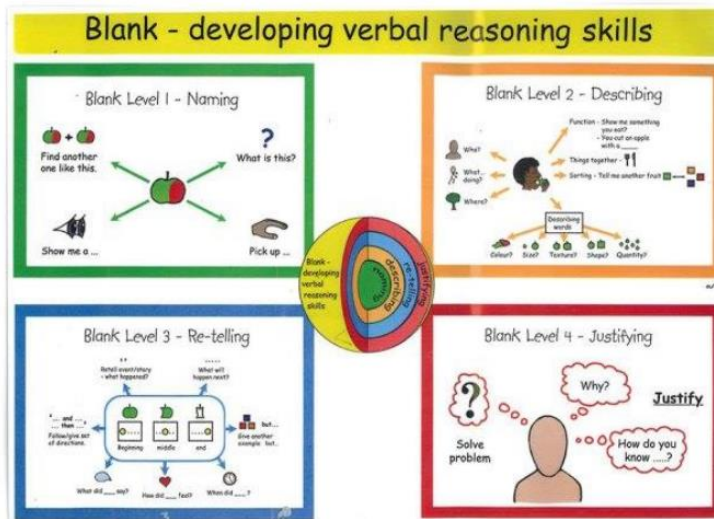 Blank - developing verbal reasoning skills
Blank Level 1 - Naming
Find another
one like this.
?
What is this?
Show me a ...
Pick up ...
Blank Level 2 - Describing
Who?
What...
doing?
Where?
Function - Show me something
you eat?
- You cut an apple
with a ____
Things together -
Sorting - Tell me another fruit
Describing
words
Colour?
Size?
Texture?
Shape?
Quantity?
Blank -
developing
verbal
reasoning
skills
naming
describing
re-telling
justifying
Blank Level 3 - Re-telling
Retell event/story
- what happened?
What will
happen next?
"... and ...
... then ..."
Follow/give set
of directions.
Beginning
middle
end
but...
Give another
example but..
What did ___ say?
How did ___ feel?
When did ___ ?
Blank Level 4 - Justifying
?
Solve
problem
Why?
Justify
How do you
know .....?